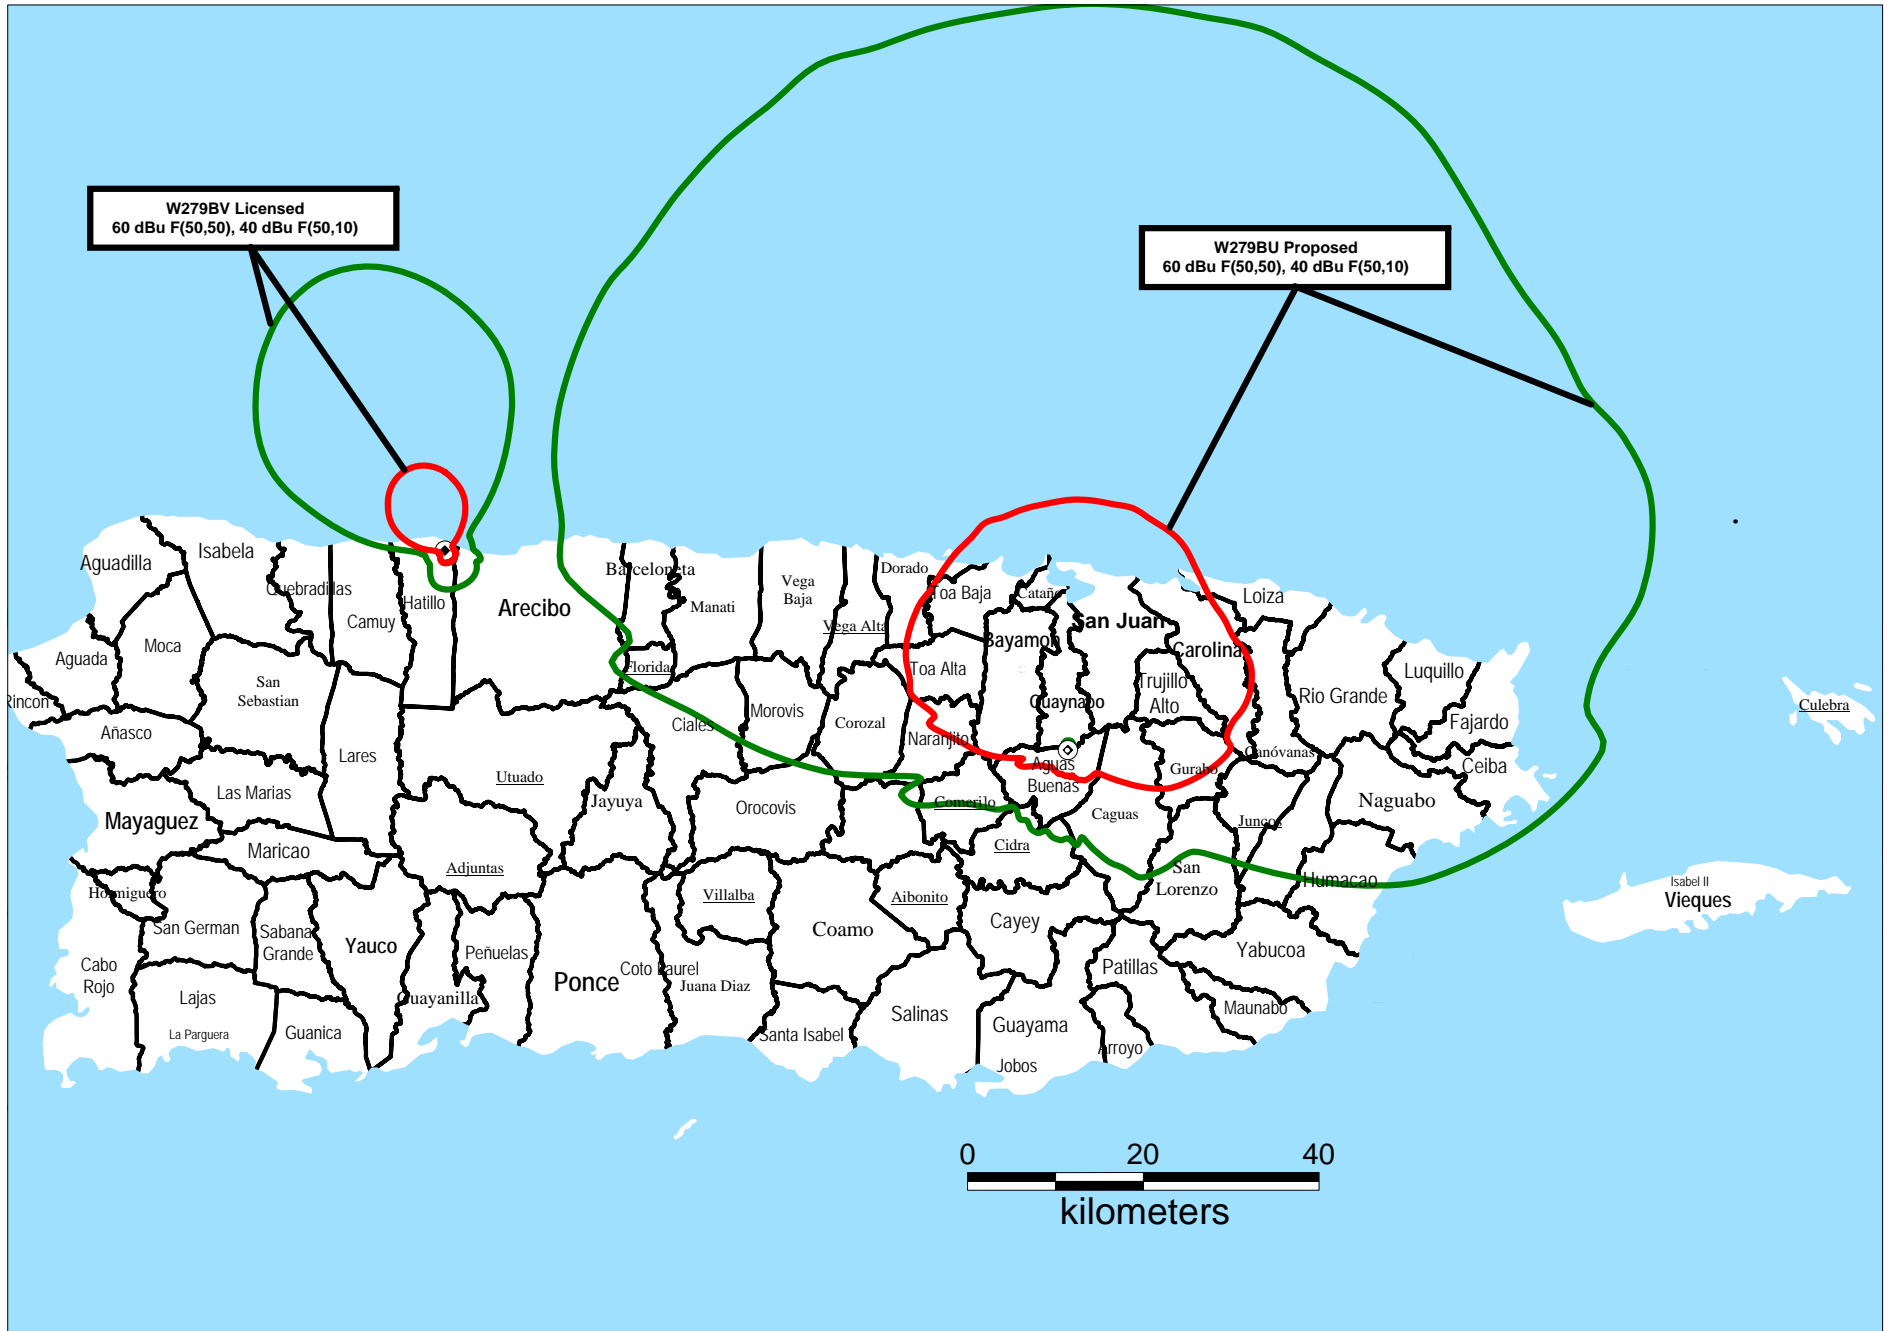 W279BV Licensed
60 dBu F(50,50), 40 dBu F(50,10)
W279BU Proposed
60 dBu F(50,50), 40 dBu F(50,10)
Aguadilla
Isabela
Quebradillas
Camuy
Hatillo
Arecibo
Barceloneta
Manati
Vega
Baja
Vega Alta
Dorado
Toa Baja
Cataño
Bayamon
San Juan
Carolina
Loiza
Moca
Aguada
Rincon
San
Sebastian
Florida
Toa Alta
Guaynabo
Trujillo
Alto
Rio Grande
Luquillo
Fajardo
Culebra
Añasco
Lares
Utuado
Ciales
Morovis
Corozal
Naranjito
Aguas
Buenas
Gurabo
Canóvanas
Ceiba
Las Marias
Mayaguez
Maricao
Jayuya
Orocovis
Comerilo
Cidra
Caguas
Juncos
Naguabo
Hormiguero
San German
Sabana
Grande
Yauco
Adjuntas
Peñuelas
Guayanilla
Villalba
Aibonito
Coamo
Cayey
San
Lorenzo
Humacao
Isabel II
Vieques
Yabucoa
Cabo
Rojo
Lajas
La Parguera
Guanica
Ponce
Coto Laurel
Juana Diaz
Santa Isabel
Salinas
Guayama
Jobos
Patillas
Arroyo
Maunabo
0 20 40
kilometers